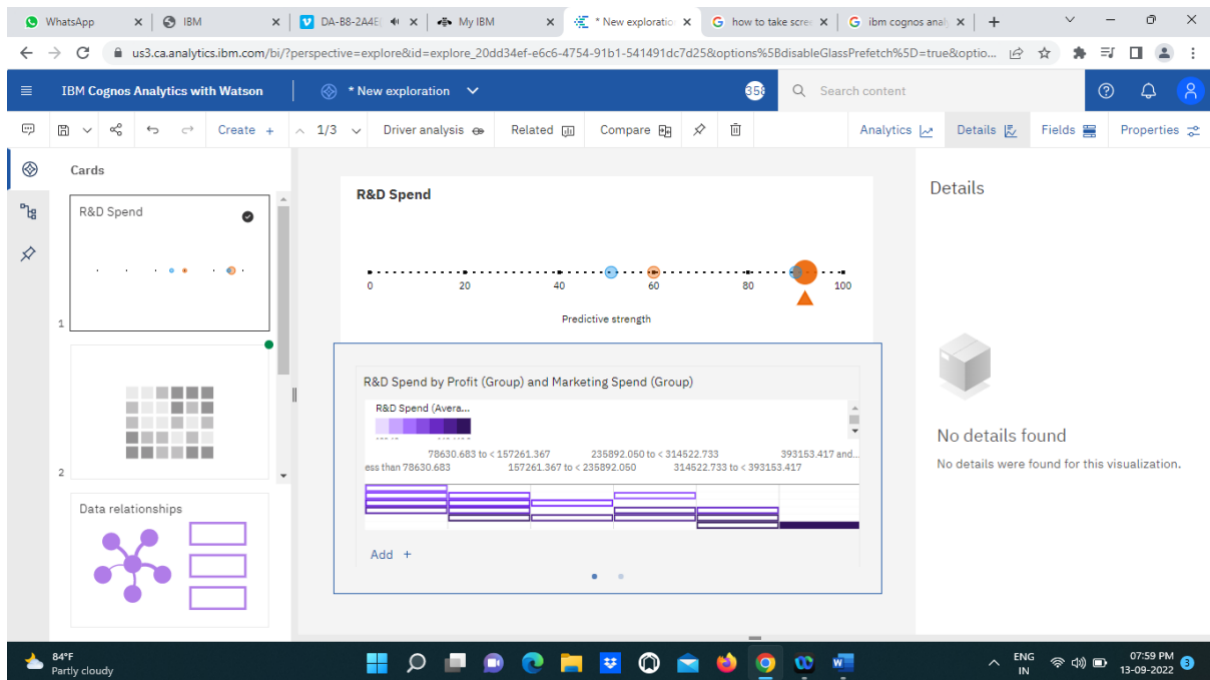 WhatsApp
IBM
DA-B8-2A4E
My IBM
* New exploratio
how to take scree
ibm cognos anal
us3.ca.analytics.ibm.com/bi/?perspective=explore&id=explore_20dd34ef-e6c6-4754-91b1-541491dc7d25&options%5BdisableGlassPrefetch%5D=true&optio...
IBM Cognos Analytics with Watson
* New exploration
358
Search content
Create +
1/3
Driver analysis
Related
Compare
Analytics
Details
Fields
Properties
Cards
R&D Spend
1
2
Data relationships
R&D Spend
0 20 40 60 80 100
Predictive strength
R&D Spend by Profit (Group) and Marketing Spend (Group)
R&D Spend (Avera...
78630.683 to < 157261.367 235892.050 to < 314522.733 393153.417 and...
ess than 78630.683 157261.367 to < 235892.050 314522.733 to < 393153.417
Add +
Details
No details found
No details were found for this visualization.
84°F
Partly cloudy
ENG
IN
07:59 PM
13-09-2022
3